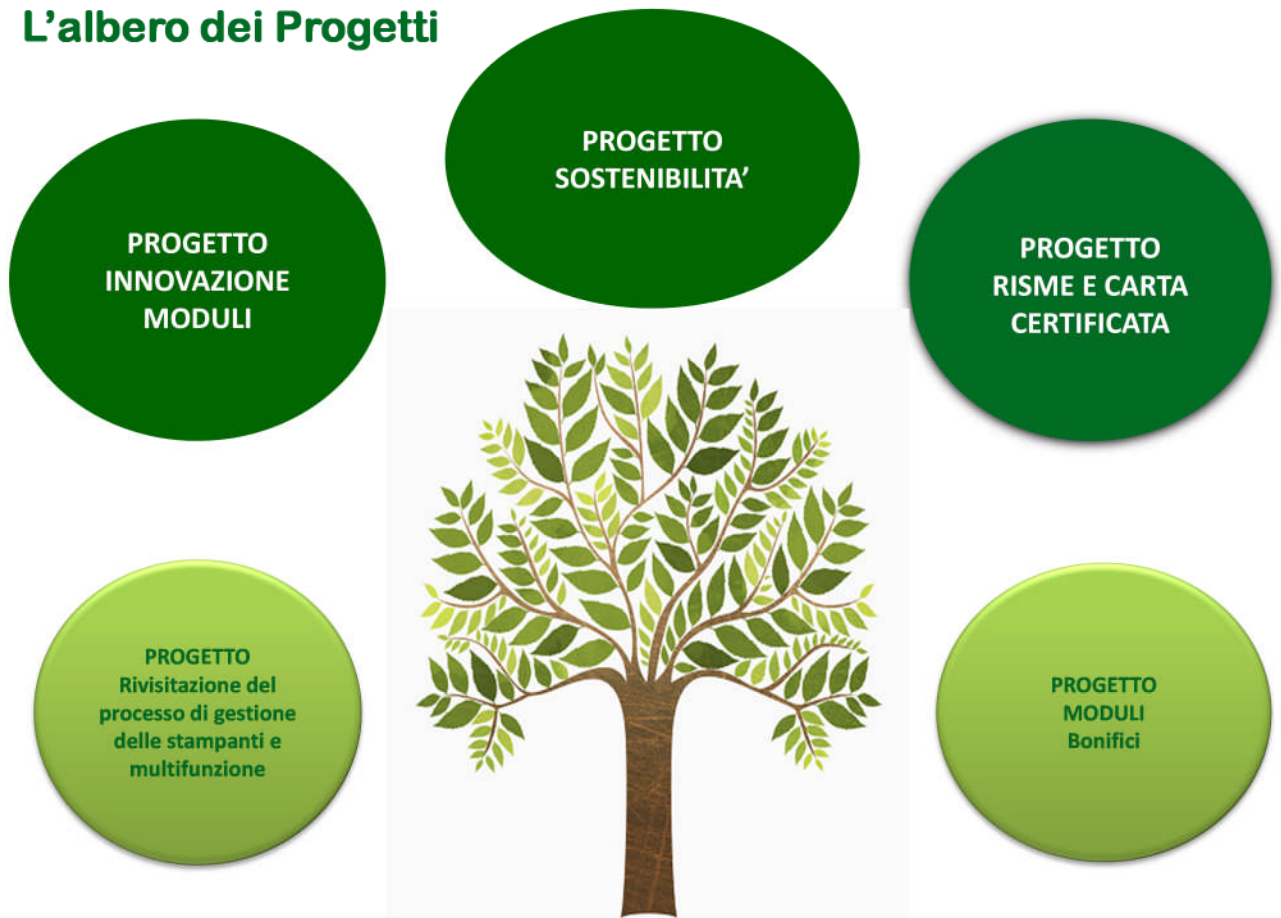 L'albero dei Progetti
PROGETTO
SOSTENIBILITA'
PROGETTO
INNOVAZIONE
MODULI
PROGETTO
RISME E CARTA
CERTIFICATA
PROGETTO
Rivisitazione del
processo di gestione
delle stampanti e
multifunzione
PROGETTO
MODULI
Bonifici